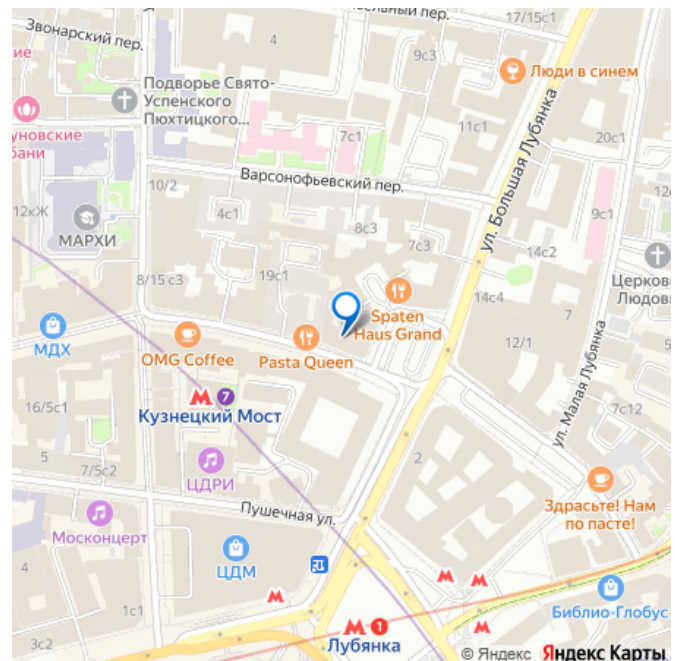 Звонарский пер.
4
17/15с1
9с3
Люди в синем
Подворье Свято-
Успенского
Пюхтицкого...
уновские
бани
7с1
11с1
20с1
ул. Большая Лубянка
Варсонофьевский пер.
10/2
12кЖ
МАРХИ
4с1
8с3
7с3
9с1
14с2
Церков
Людови
8/15 с3
19с1
14с4
7
12/1
Spaten
Haus Grand
МДХ
OMG Coffee
Pasta Queen
ул. Малая Лубянка
7с12
16/5с1
7
Кузнецкий Мост
5
7/5с2
ЦДРИ
2
Здрасьте! Нам
по пасте!
Москонцерт
Пушечная ул.
ЦДМ
4
1с1
3с2
1
Лубянка
Библио-Глобус
© Яндекс Яндекс Карты